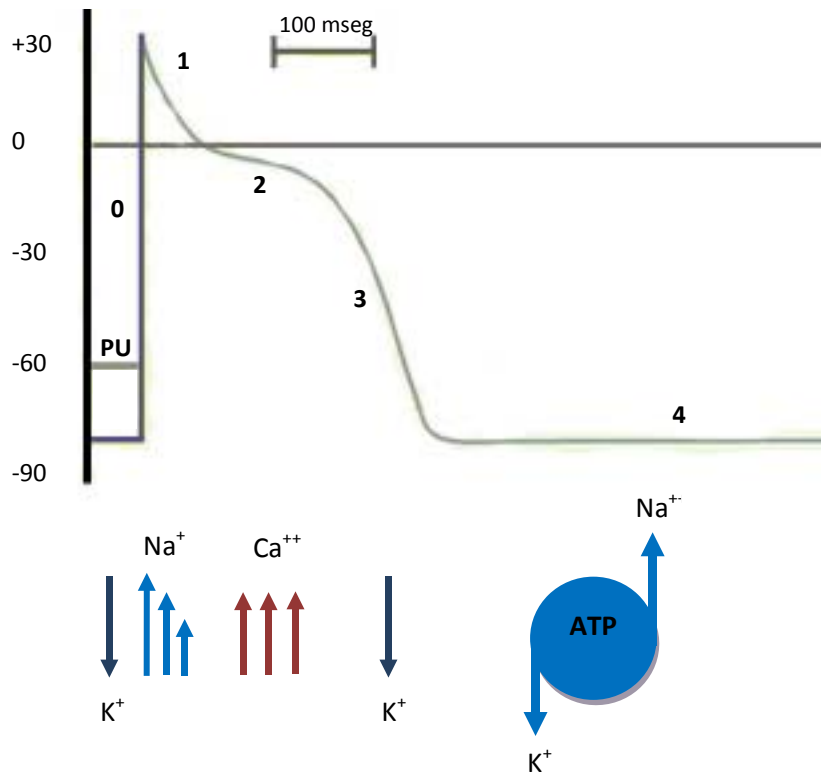 100 mseg
+30
1
0
2
0
-30
3
PU
-60
4
-90
Na⁺
Na⁺ Ca⁺⁺
ATP
K⁺ K⁺
K⁺